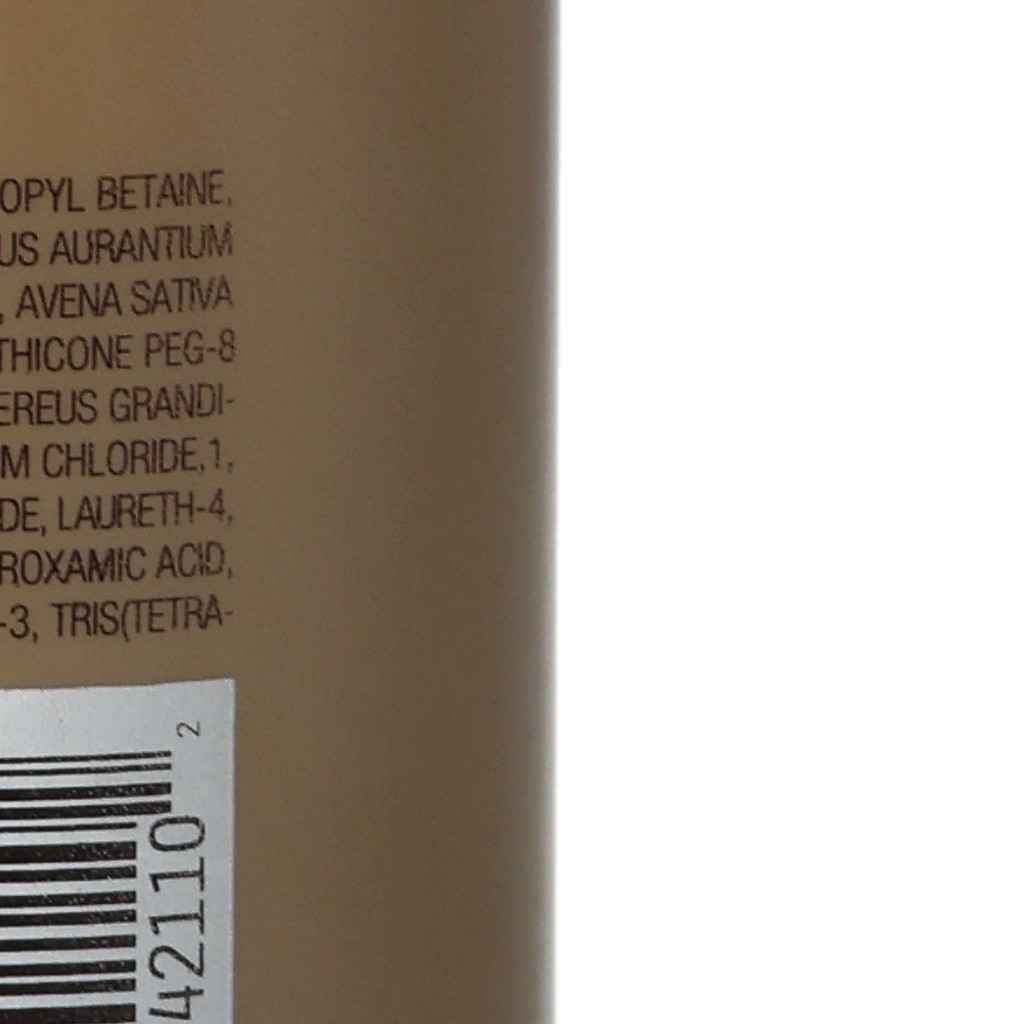 OPYL BETAINE,
US AURANTIUM
, AVENA SATIVA
THICONE PEG-8
EREUS GRANDI-
M CHLORIDE,1,
DE, LAURETH-4,
ROXAMIC ACID,
-3, TRIS(TETRA-
42110
2